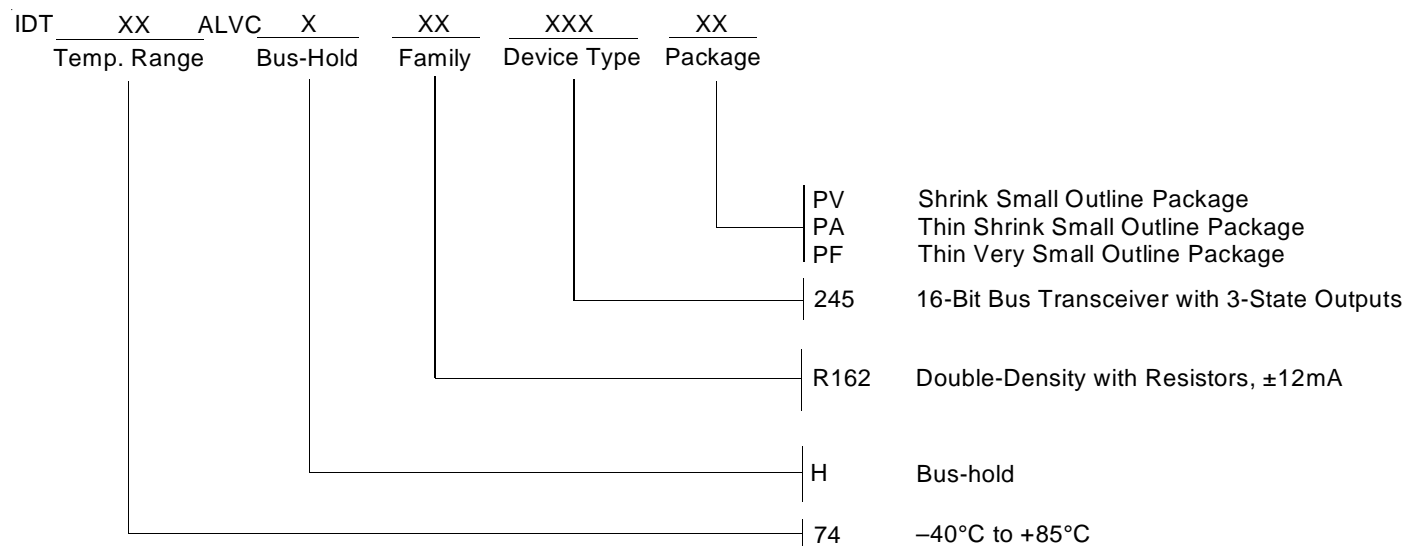 IDT XX ALVC X XX XXX XX
Temp. Range Bus-Hold Family Device Type Package
PV Shrink Small Outline Package
PA Thin Shrink Small Outline Package
PF Thin Very Small Outline Package
245 16-Bit Bus Transceiver with 3-State Outputs
R162 Double-Density with Resistors, ±12mA
H Bus-hold
74 –40°C to +85°C